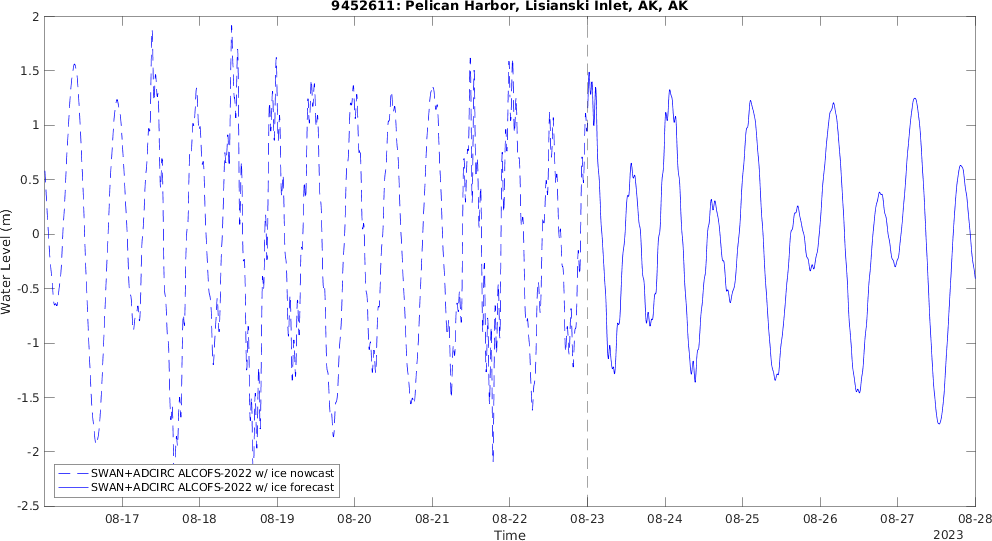 9452611: Pelican Harbor, Lisianski Inlet, AK, AK
Water Level (m)
2
1.5
1
0.5
0
-0.5
-1
-1.5
-2
-2.5
SWAN+ADCIRC ALCOFS-2022 w/ ice nowcast
SWAN+ADCIRC ALCOFS-2022 w/ ice forecast
08-17 08-18 08-19 08-20 08-21 08-22 08-23 08-24 08-25 08-26 08-27 08-28
Time
2023